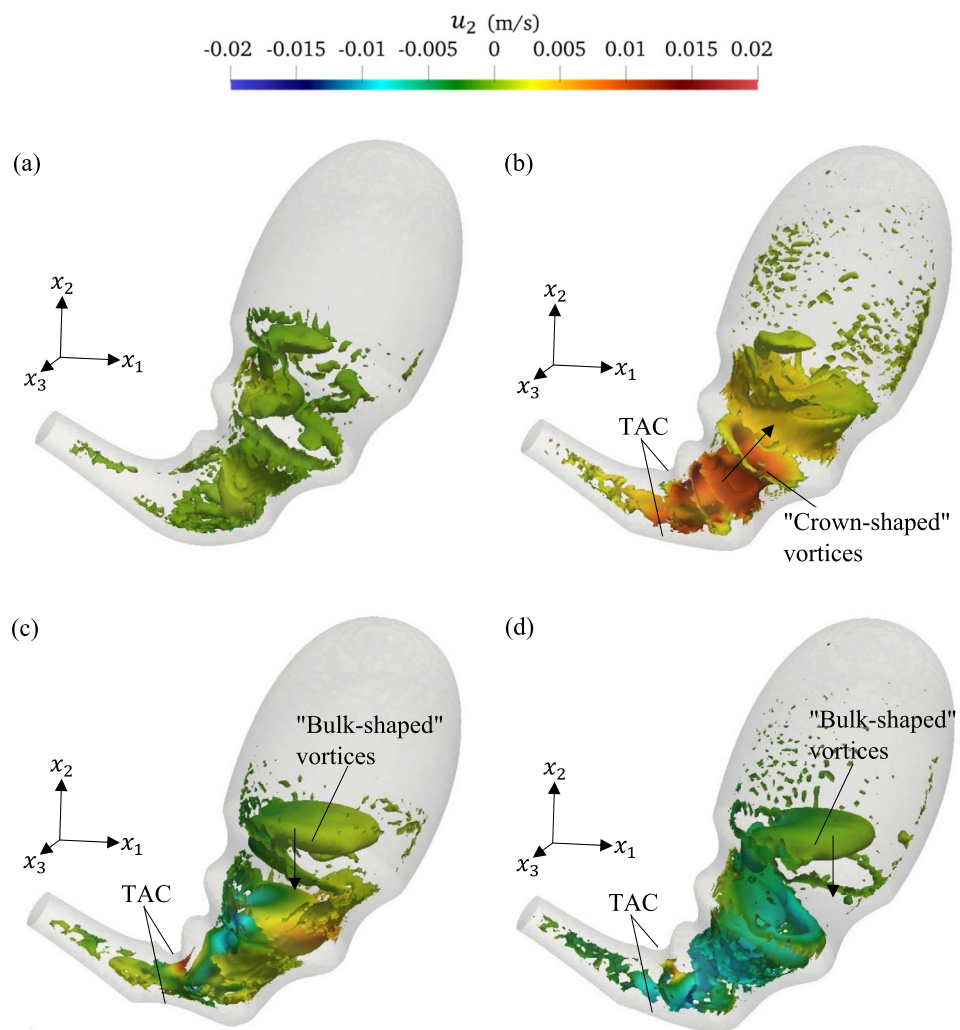 u₂ (m/s)
-0.02 -0.015 -0.01 -0.005 0 0.005 0.01 0.015 0.02
(a)
x₂
x₁
x₃
(b)
x₂
x₁
x₃
TAC
"Crown-shaped"
vortices
(c)
"Bulk-shaped"
vortices
x₂
x₁
x₃
TAC
(d)
"Bulk-shaped"
vortices
x₂
x₁
x₃
TAC